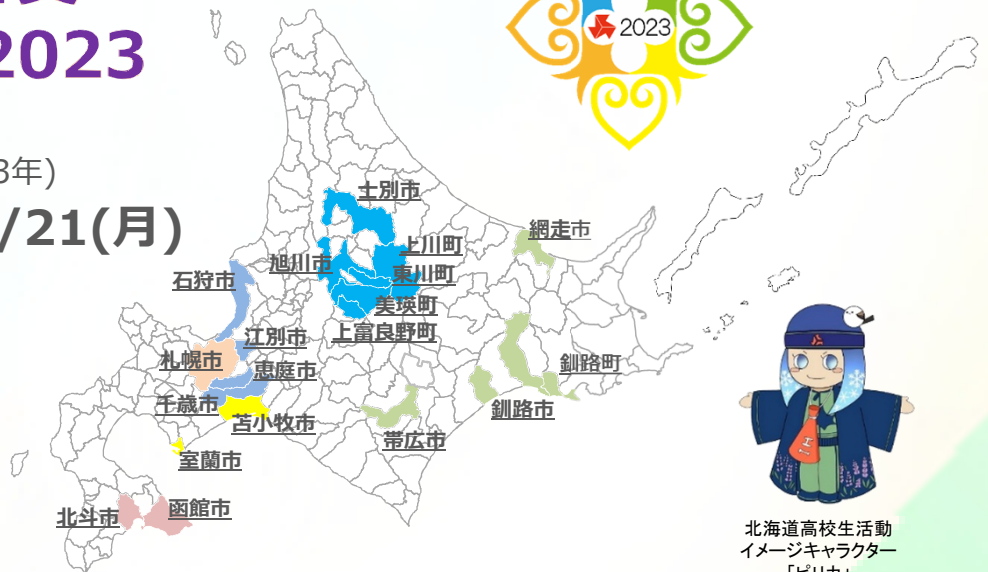 2023
2023
3年)
/21(月)
士別市
網走市
上川町
旭川市
東川町
石狩市
美瑛町
上富良野町
江別市
札幌市
恵庭市
釧路町
千歳市
釧路市
苫小牧市
帯広市
室蘭市
函館市
北斗市
北海道高校生活動
イメージキャラクター
「ピリカ」